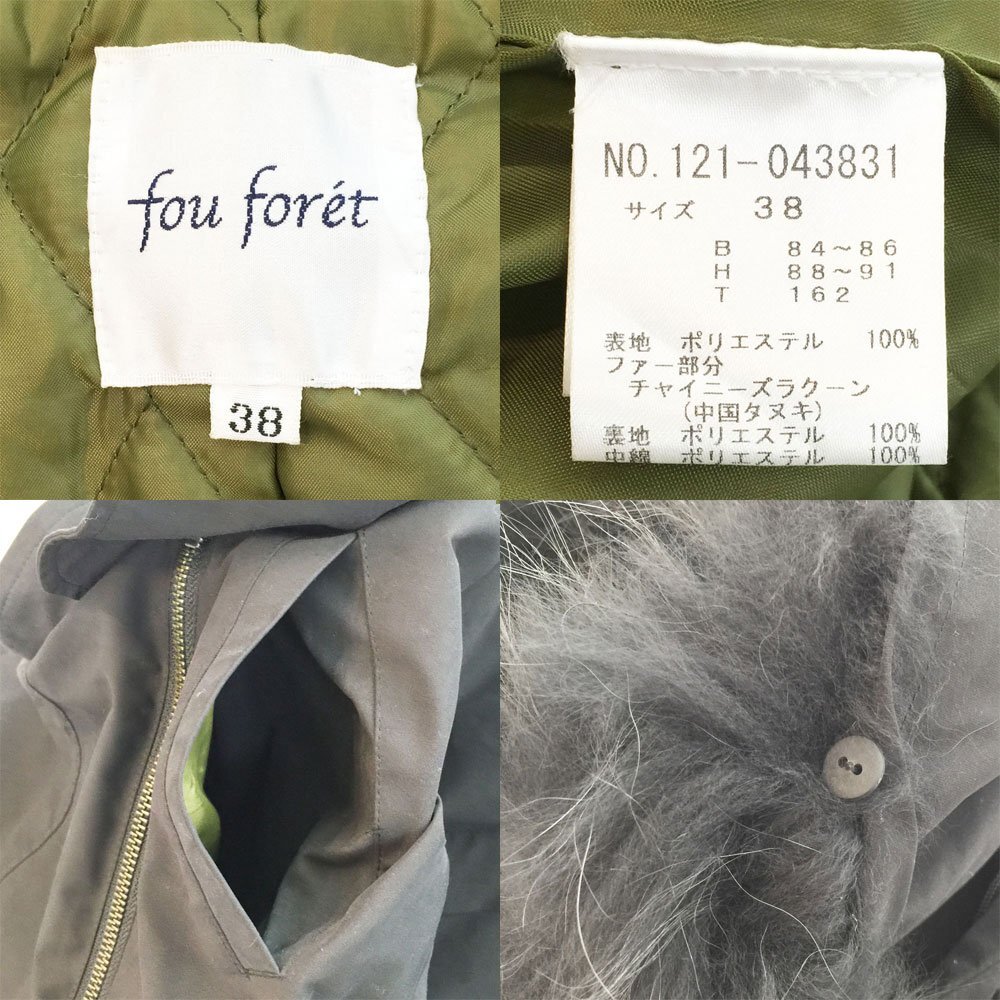 fou forét
38
NO.121-043831
サイズ 38
B 84～86
H 88～91
T 162
表地 ポリエステル 100%
ファー部分
チャイニーズラクーン
(中国タヌキ)
裏地 ポリエステル 100%
中綿 ポリエステル 100%